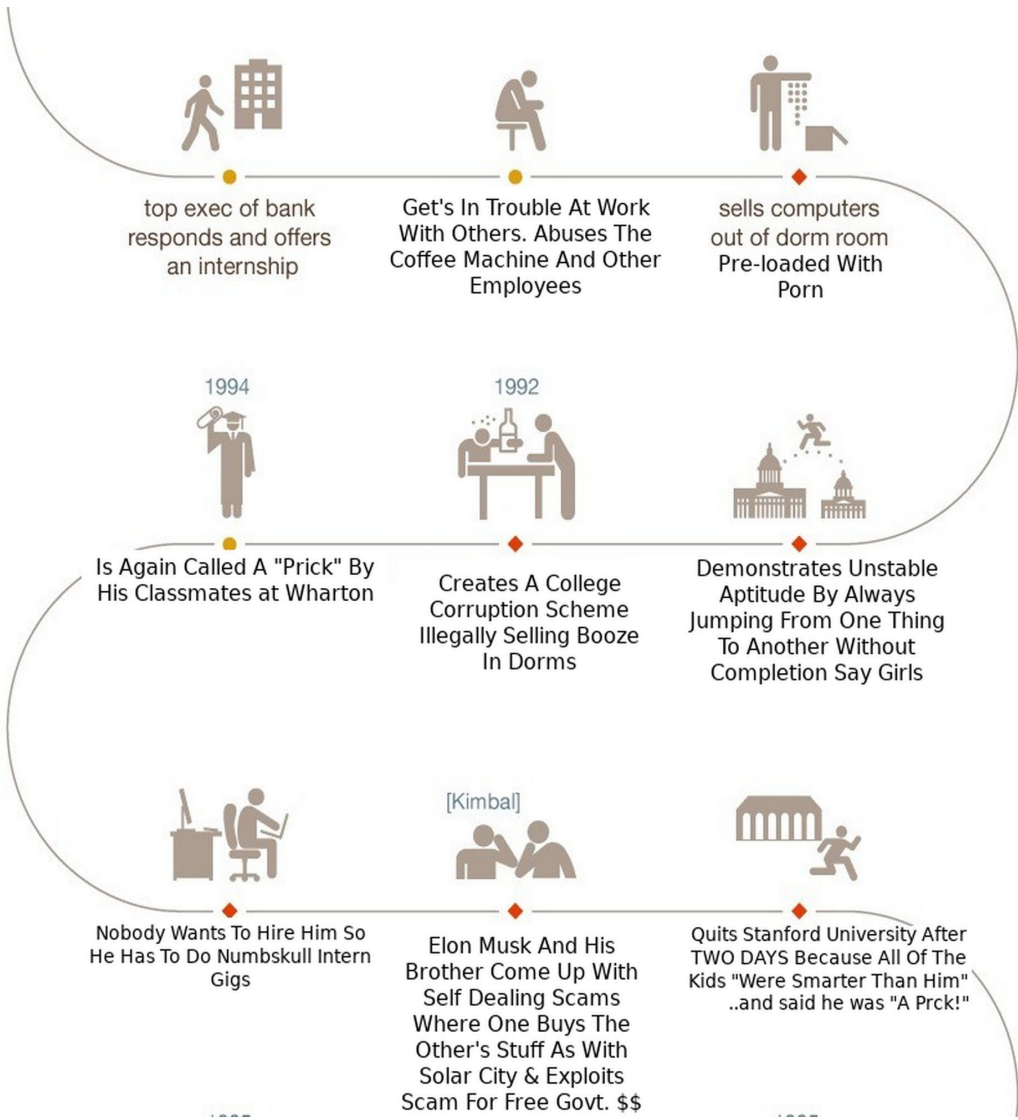 top exec of bank
responds and offers
an internship
Get's In Trouble At Work
With Others. Abuses The
Coffee Machine And Other
Employees
sells computers
out of dorm room
Pre-loaded With
Porn
1994
Is Again Called A "Prick" By
His Classmates at Wharton
1992
Creates A College
Corruption Scheme
Illegally Selling Booze
In Dorms
Demonstrates Unstable
Aptitude By Always
Jumping From One Thing
To Another Without
Completion Say Girls
Nobody Wants To Hire Him So
He Has To Do Numbskull Intern
Gigs
[Kimbal]
Elon Musk And His
Brother Come Up With
Self Dealing Scams
Where One Buys The
Other's Stuff As With
Solar City & Exploits
Scam For Free Govt. $$
Quits Stanford University After
TWO DAYS Because All Of The
Kids "Were Smarter Than Him"
..and said he was "A Prck!"